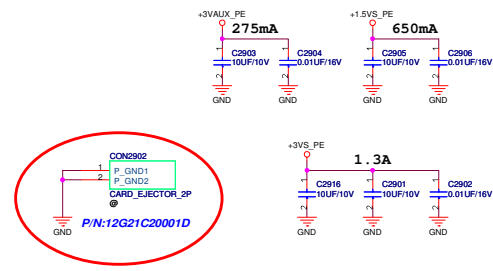 +3VAUX_PE
275mA
1
C2903
10UF/10V
2
GND
1
C2904
0.01UF/16V
2
GND
+1.5VS_PE
650mA
1
C2905
10UF/10V
2
GND
1
C2906
0.01UF/16V
2
GND
CON2902
1
P_GND1
2
P_GND2
CARD_EJECTOR_2P
@
P/N:12G21C20001D
GND
+3VS_PE
1.3A
1
C2916
10UF/10V
2
GND
1
C2901
10UF/10V
2
GND
1
C2902
0.01UF/16V
2
GND